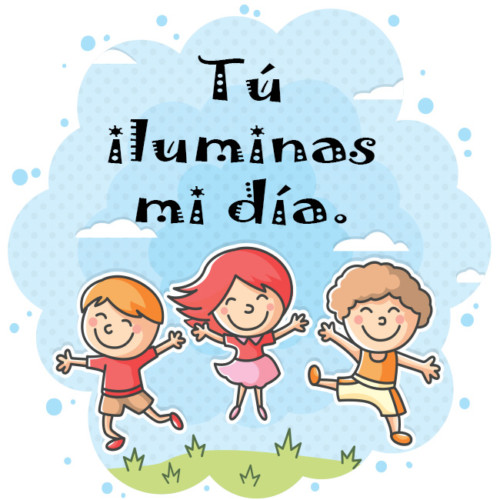 Tú
iluminas
mi día.